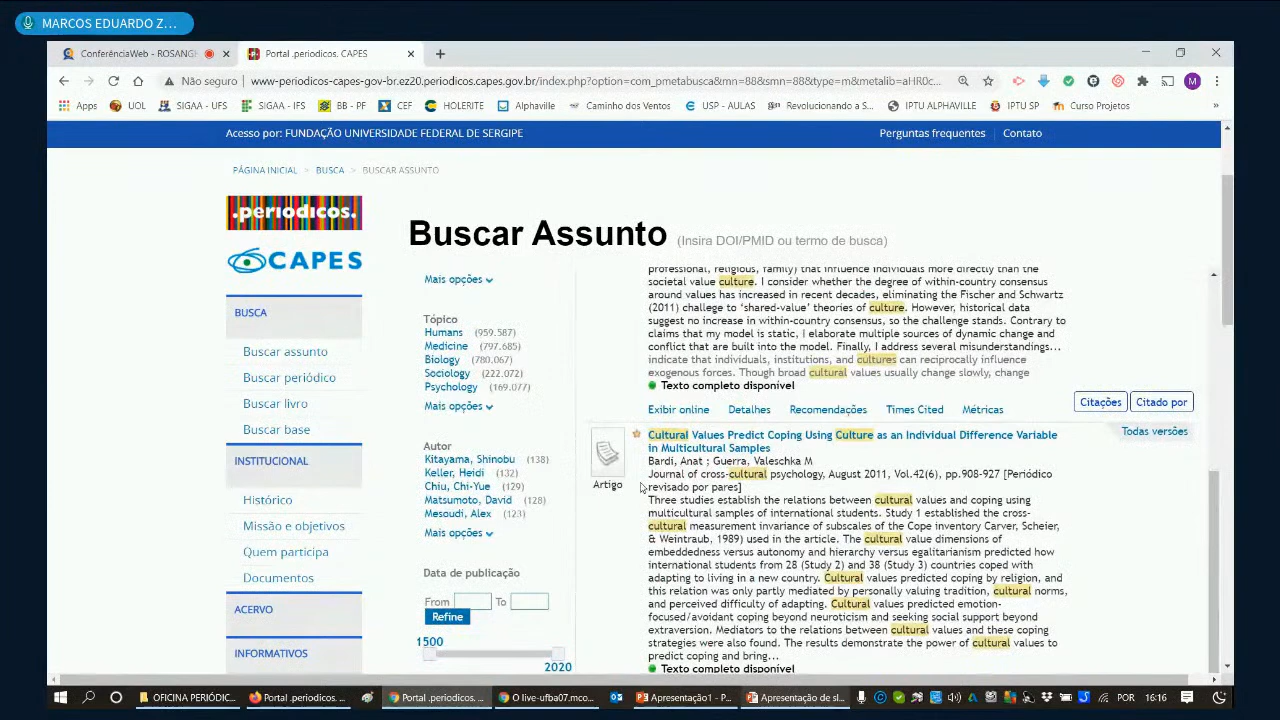 MARCOS EDUARDO Z...
ConferênciaWeb - ROSANG
Portal .periodicos. CAPES
Não seguro
www-periodicos-capes-gov-br.ez20.periodicos.capes.gov.br/index.php?option=com_pmetabusca&mn=88&smn=88&type=m&metalib=aHR0c...
M
Apps
UOL
SIGAA - UFS
SIGAA - IFS
BB - PF
CEF
HOLERITE
Alphaville
Caminho dos Ventos
USP - AULAS
Revolucionando a S...
IPTU ALPHAVILLE
IPTU SP
Curso Projetos
»
Acesso por: FUNDAÇÃO UNIVERSIDADE FEDERAL DE SERGIPE
Perguntas frequentes
Contato
PÁGINA INICIAL > BUSCA > BUSCAR ASSUNTO
.periodicos.
CAPES
BUSCA
Buscar assunto
Buscar periódico
Buscar livro
Buscar base
INSTITUCIONAL
Histórico
Missão e objetivos
Quem participa
Documentos
ACERVO
INFORMATIVOS
Buscar Assunto (Insira DOI/PMID ou termo de busca)
Mais opções
Tópico
Humans (959.587)
Medicine (797.685)
Biology (780.067)
Sociology (222.072)
Psychology (169.077)
Mais opções
Autor
Kitayama, Shinobu (138)
Keller, Heidi (132)
Chiu, Chi-Yue (129)
Matsumoto, David (128)
Mesoudi, Alex (123)
Mais opções
Data de publicação
From To
Refine
1500
2020
professional, religious, family) that influence individuals more directly than the
societal value culture. I consider whether the degree of within-country consensus
around values has increased in recent decades, eliminating the Fischer and Schwartz
(2011) challenge to 'shared-value' theories of culture. However, historical data
suggest no increase in within-country consensus, so the challenge stands. Contrary to
claims that my model is static, I elaborate multiple sources of dynamic change and
conflict that are built into the model. Finally, I address several misunderstandings...
indicate that individuals, institutions, and cultures can reciprocally influence
exogenous forces. Though broad cultural values usually change slowly, change
Texto completo disponível
Exibir online
Detalhes
Recomendações
Times Cited
Métricas
Citações
Citado por
Todas versões
Artigo
Cultural Values Predict Coping Using Culture as an Individual Difference Variable
in Multicultural Samples
Bardi, Anat ; Guerra, Valeschka M
Journal of cross-cultural psychology, August 2011, Vol.42(6), pp.908-927 [Periódico
revisado por pares]
Three studies establish the relations between cultural values and coping using
multicultural samples of international students. Study 1 established the cross-
cultural measurement invariance of subscales of the Cope inventory Carver, Scheier,
& Weintraub, 1989) used in the article. The cultural value dimensions of
embeddedness versus autonomy and hierarchy versus egalitarianism predicted how
international students from 28 (Study 2) and 38 (Study 3) countries coped with
adapting to living in a new country. Cultural values predicted coping by religion, and
this relation was only partly mediated by personally valuing tradition, cultural norms,
and perceived difficulty of adapting. Cultural values predicted emotion-
focused/avoidant coping beyond neuroticism and seeking social support beyond
extraversion. Mediators to the relations between cultural values and these coping
strategies were also found. The results demonstrate the power of cultural values to
predict coping and bring...
Texto completo disponível
OFICINA PERIÓDIC...
Portal .periodicos. ...
Portal .periodicos. ...
O live-ufba07.mco...
Apresentação1 - P...
Apresentação de sl...
POR
16:16